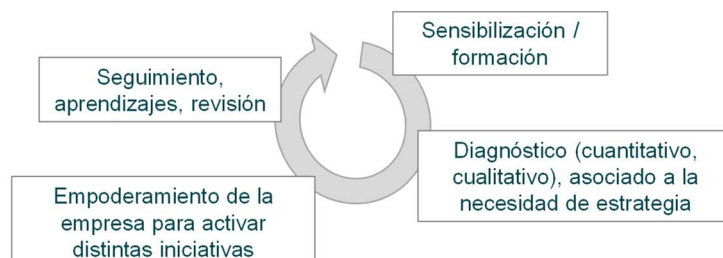 Sensibilización /
formación
Seguimiento,
aprendizajes, revisión
Diagnóstico (cuantitativo,
cualitativo), asociado a la
necesidad de estrategia
Empoderamiento de la
empresa para activar
distintas iniciativas